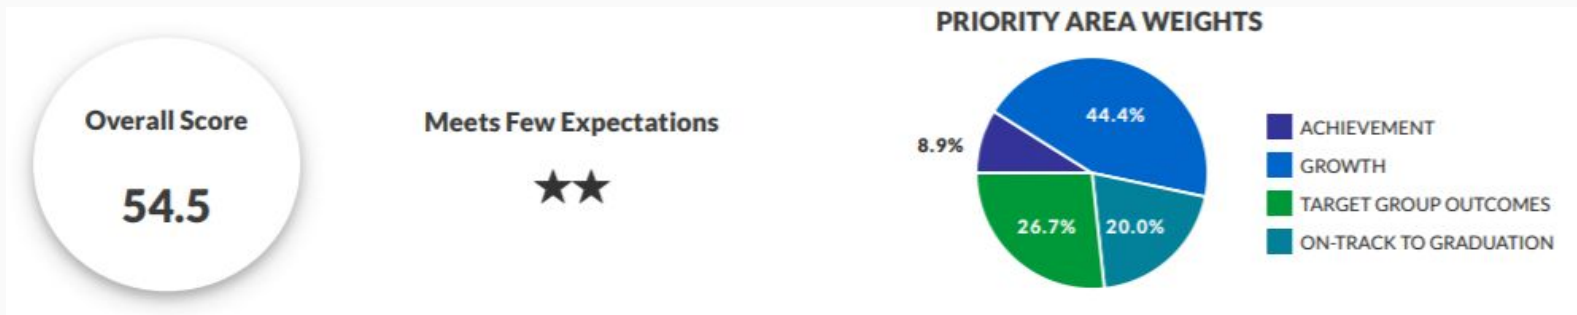 Overall Score
54.5
Meets Few Expectations
★★
PRIORITY AREA WEIGHTS
44.4%
8.9%
26.7%
20.0%
ACHIEVEMENT
GROWTH
TARGET GROUP OUTCOMES
ON-TRACK TO GRADUATION